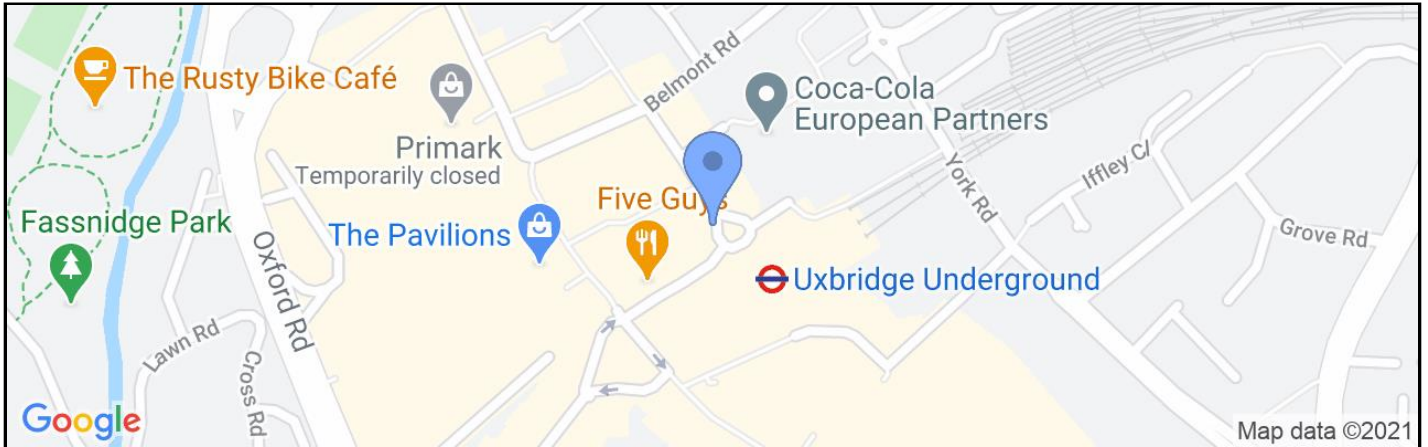 The Rusty Bike Café
Primark
Temporarily closed
Belmont Rd
Coca-Cola
European Partners
Five Guys
The Pavilions
Fassnidge Park
Oxford Rd
Uxbridge Underground
York Rd
Iffley C/
Grove Rd
Lawn Rd
Cross Rd
Google
Map data ©2021